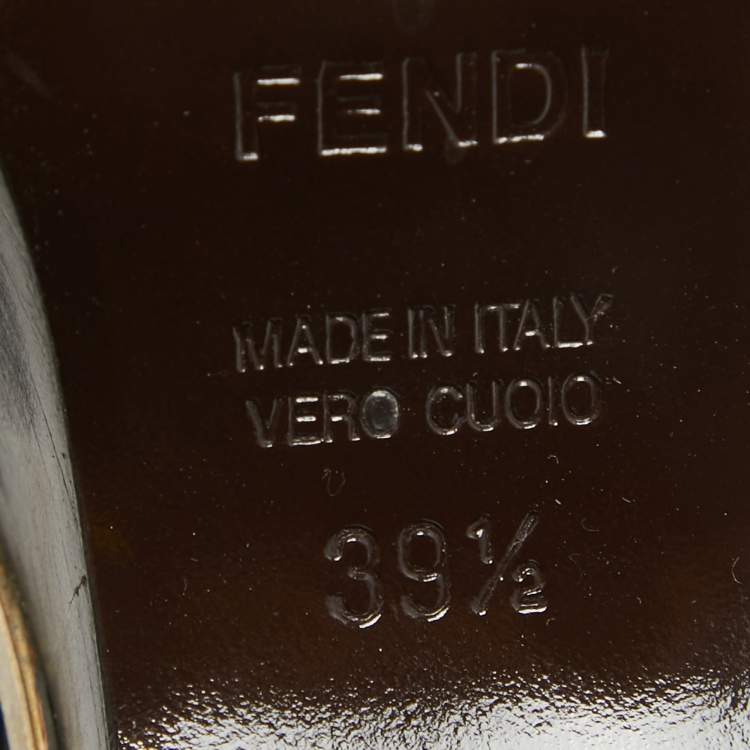 FENDI
MADE IN ITALY
VERO CUOIO
39½